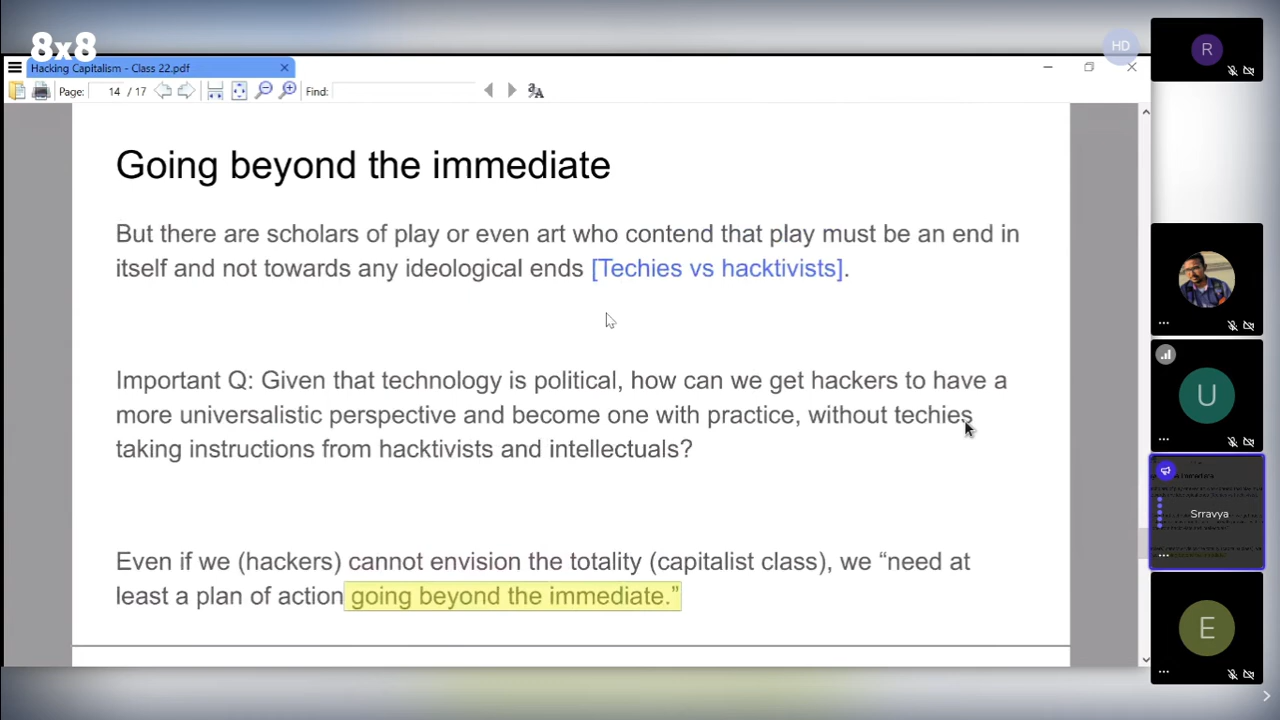 8x8
HD
R
Hacking Capitalism - Class 22.pdf
Page: 14 / 17 Find:
Going beyond the immediate
But there are scholars of play or even art who contend that play must be an end in
itself and not towards any ideological ends [Techies vs hacktivists].
Important Q: Given that technology is political, how can we get hackers to have a
more universalistic perspective and become one with practice, without techies
taking instructions from hacktivists and intellectuals?
Even if we (hackers) cannot envision the totality (capitalist class), we “need at
least a plan of action going beyond the immediate.”
U
Srravya
E